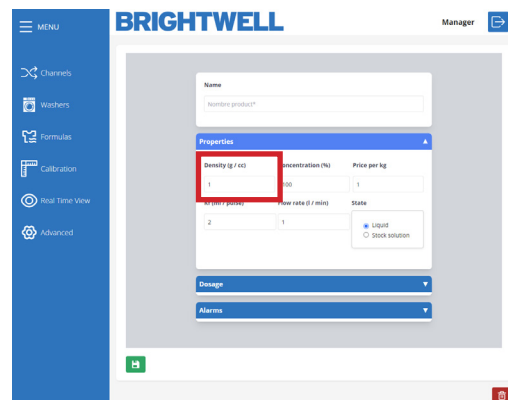 MENU
BRIGHTWELL
Manager
Channels
Washers
Formulas
Calibration
Real Time View
Advanced
Name
Nombre product*
Properties
Density (g / cc)
Concentration (%)
Price per kg
1
100
1
Flow rate (l / min)
State
2
1
Liquid
Stock solution
Dosage
Alarms